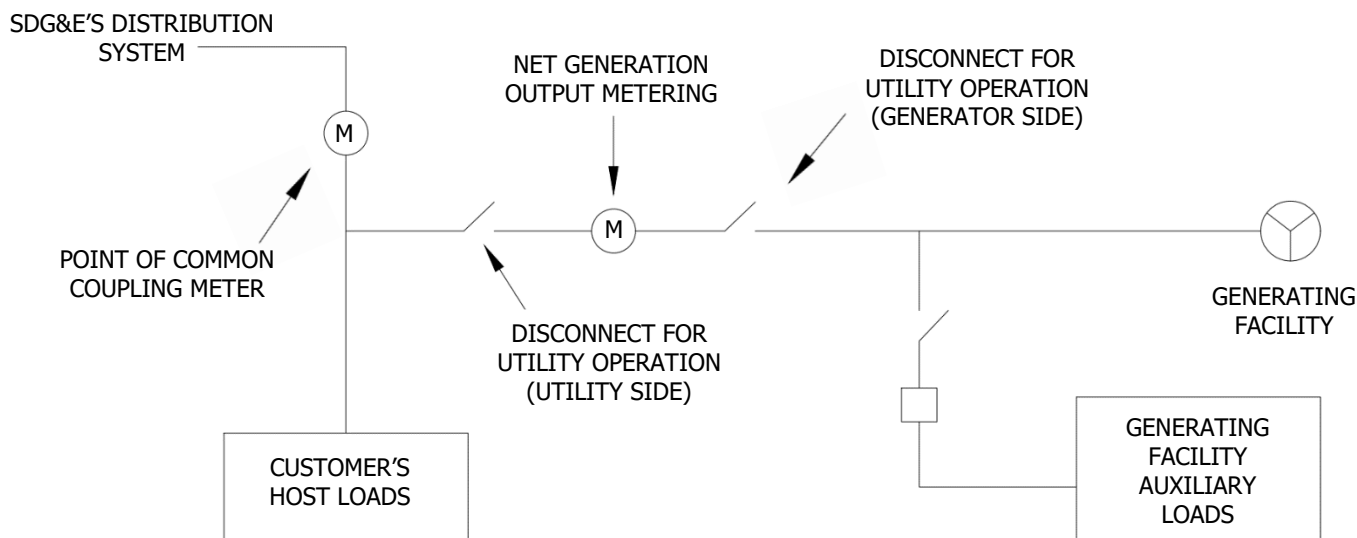 SDG&E'S DISTRIBUTION
SYSTEM
NET GENERATION
OUTPUT METERING
DISCONNECT FOR
UTILITY OPERATION
(GENERATOR SIDE)
M
M
POINT OF COMMON
COUPLING METER
DISCONNECT FOR
UTILITY OPERATION
(UTILITY SIDE)
GENERATING
FACILITY
CUSTOMER'S
HOST LOADS
GENERATING
FACILITY
AUXILIARY
LOADS